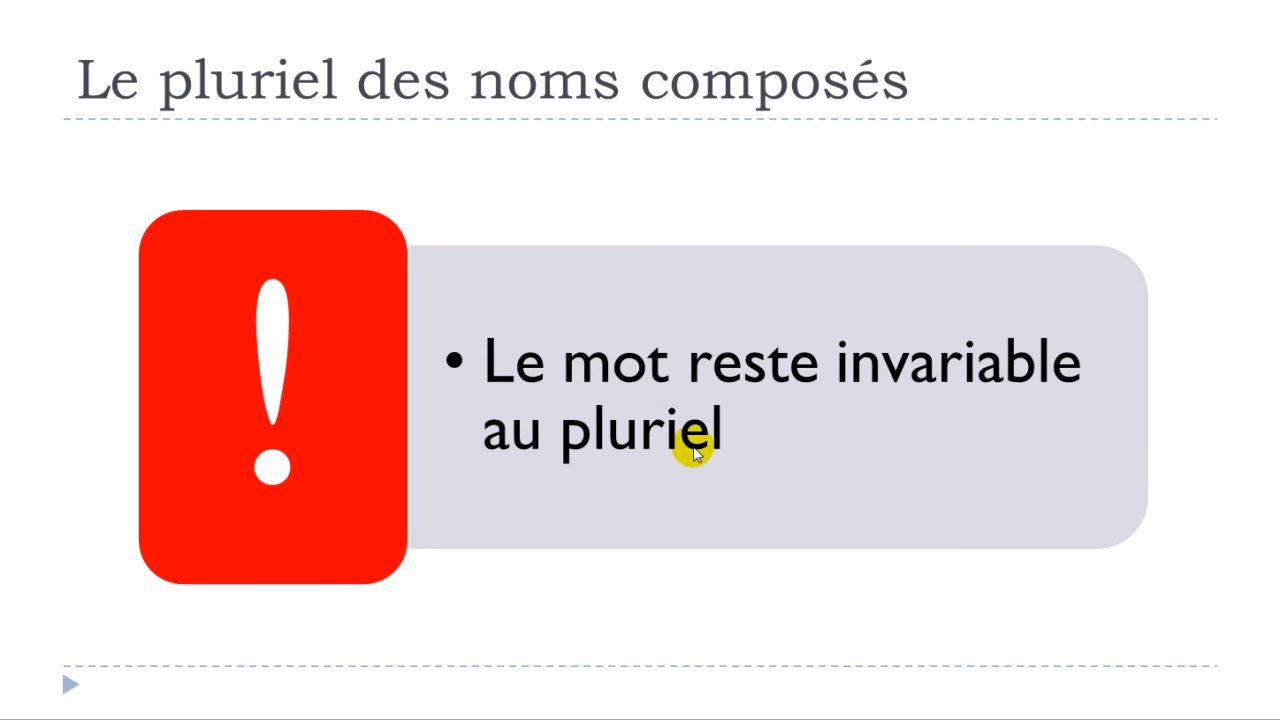 Le pluriel des noms composés
!
• Le mot reste invariable
au pluriel